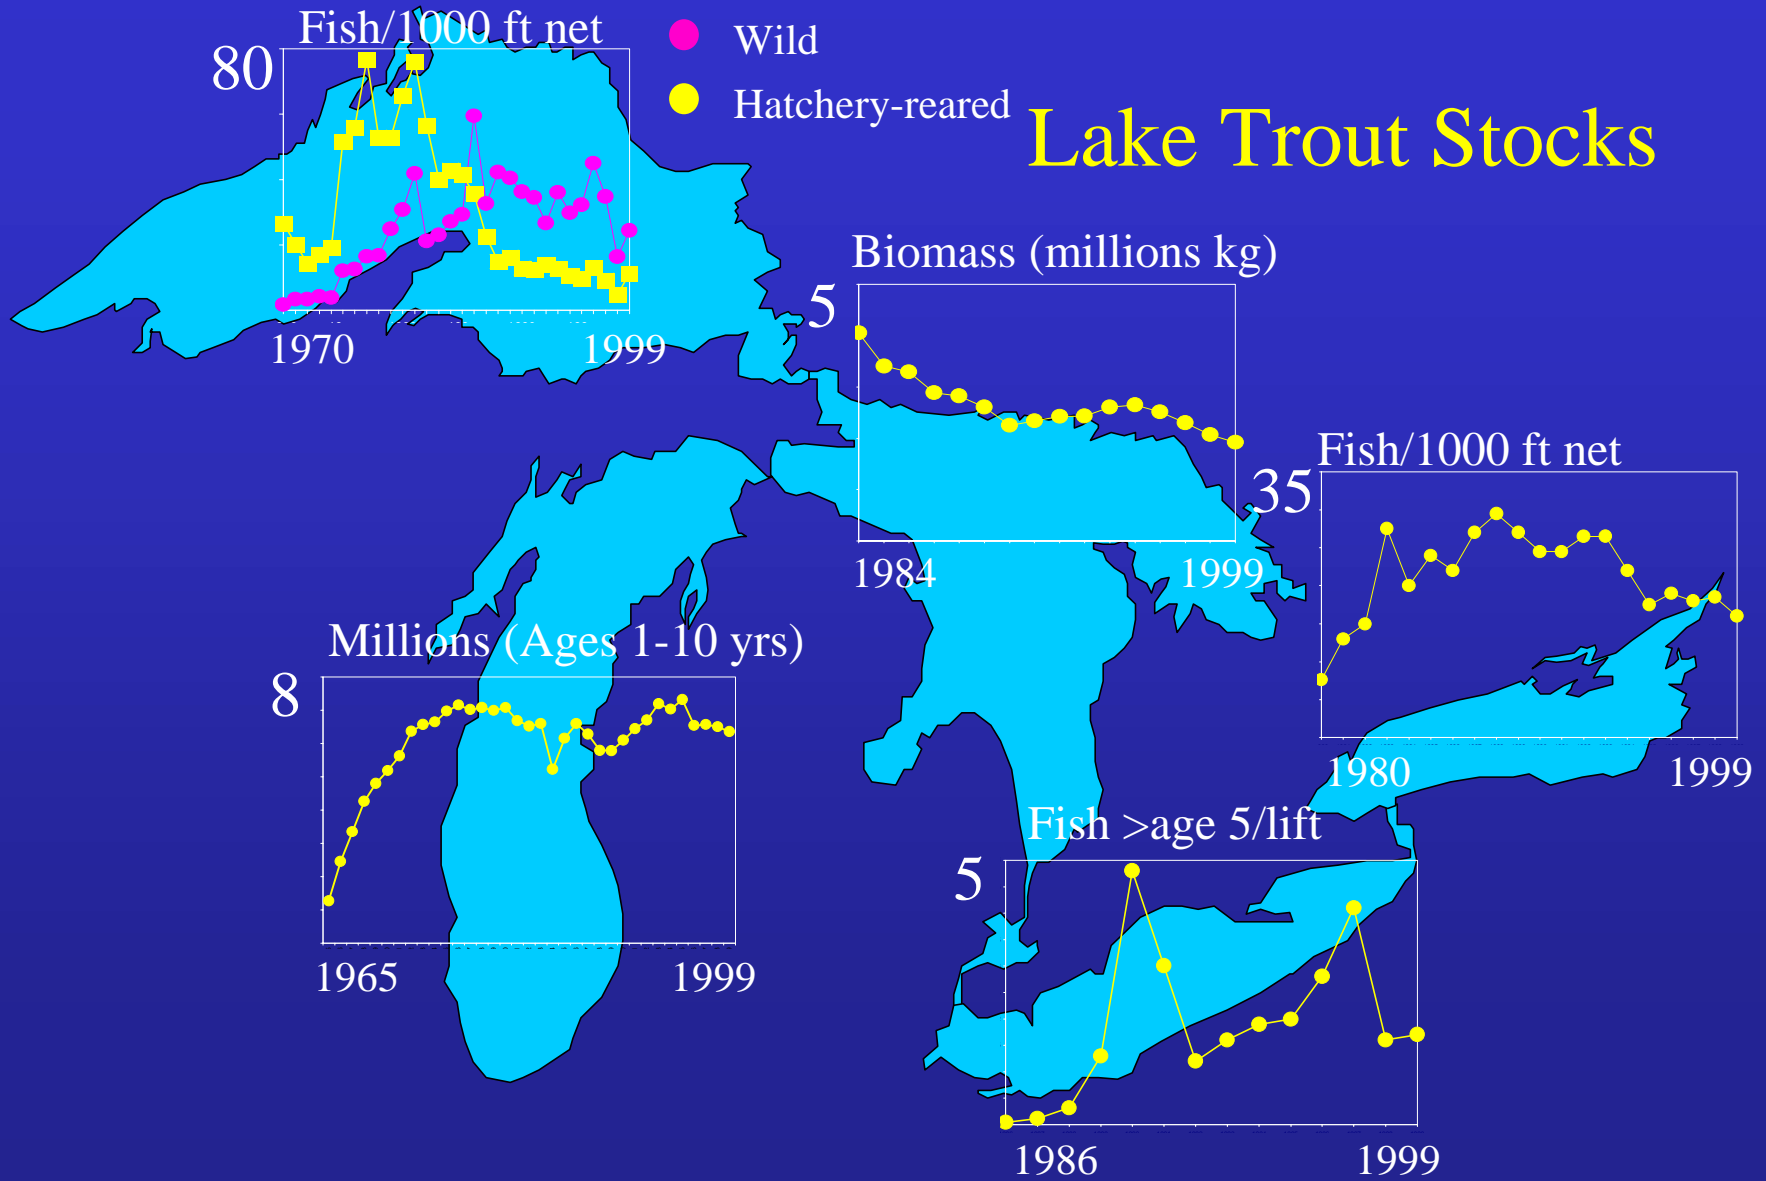 Fish/1000 ft net
80
1970
1999
Wild
Hatchery-reared
Lake Trout Stocks
Biomass (millions kg)
5
1984
1999
Fish/1000 ft net
35
1980
1999
Millions (Ages 1-10 yrs)
8
1965
1999
Fish >age 5/lift
5
1986
1999